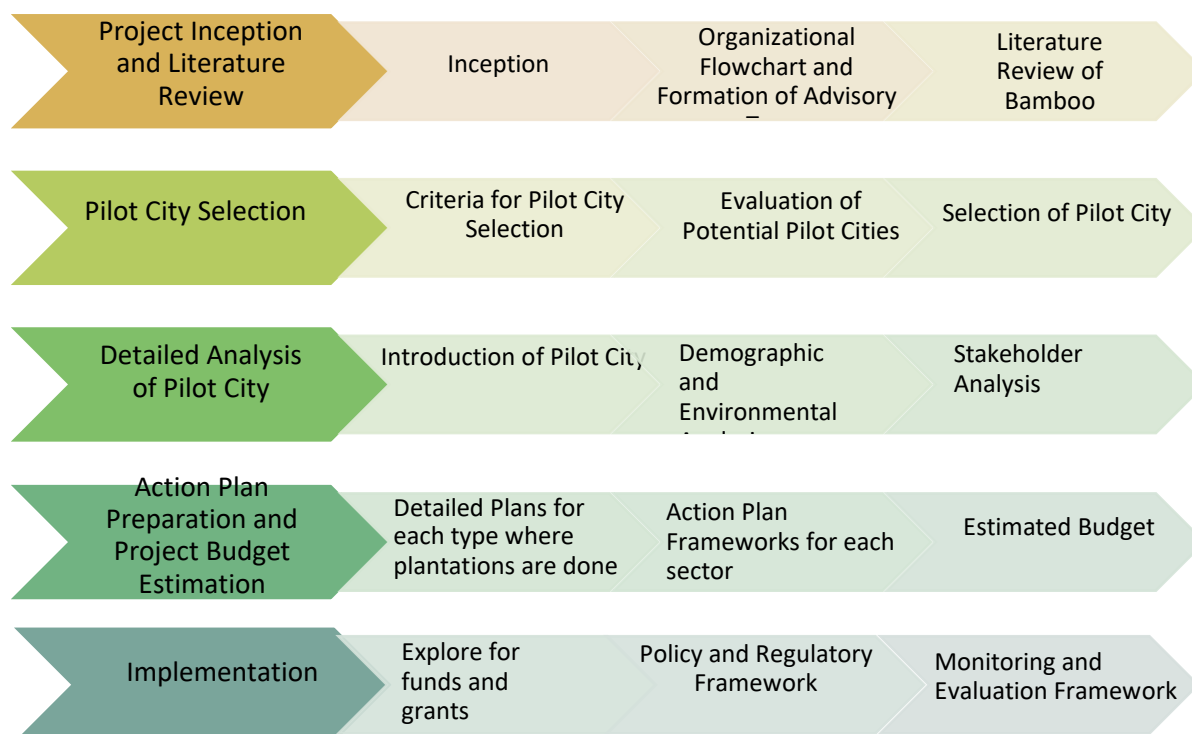 Project Inception
and Literature
Review
Inception
Organizational
Flowchart and
Formation of Advisory
Literature
Review of
Bamboo
Pilot City Selection
Criteria for Pilot City
Selection
Evaluation of
Potential Pilot Cities
Selection of Pilot City
Detailed Analysis
of Pilot City
Introduction of Pilot City
Demographic
and
Environmental
Stakeholder
Analysis
Action Plan
Preparation and
Project Budget
Estimation
Detailed Plans for
each type where
plantations are done
Action Plan
Frameworks for each
sector
Estimated Budget
Implementation
Explore for
funds and
grants
Policy and Regulatory
Framework
Monitoring and
Evaluation Framework